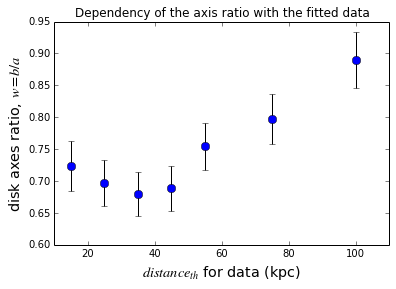 Dependency of the axis ratio with the fitted data
0.95
0.90
0.85
0.80
0.75
0.70
0.65
0.60
disk axes ratio, w=b/a
20 40 60 80 100
distance_th for data (kpc)